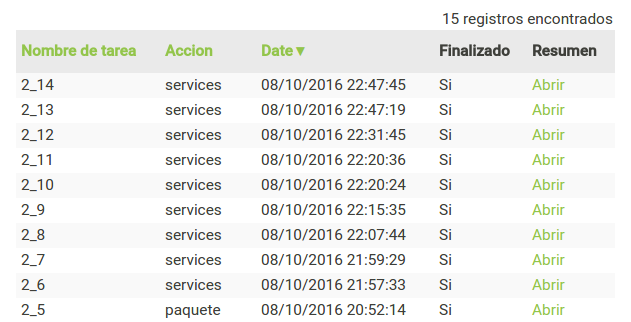 15 registros encontrados
Nombre de tarea Accion Date▼ Finalizado Resumen
2_14 services 08/10/2016 22:47:45 Si Abrir
2_13 services 08/10/2016 22:47:19 Si Abrir
2_12 services 08/10/2016 22:31:45 Si Abrir
2_11 services 08/10/2016 22:20:36 Si Abrir
2_10 services 08/10/2016 22:20:24 Si Abrir
2_9 services 08/10/2016 22:15:35 Si Abrir
2_8 services 08/10/2016 22:07:44 Si Abrir
2_7 services 08/10/2016 21:59:29 Si Abrir
2_6 services 08/10/2016 21:57:33 Si Abrir
2_5 paquete 08/10/2016 20:52:14 Si Abrir